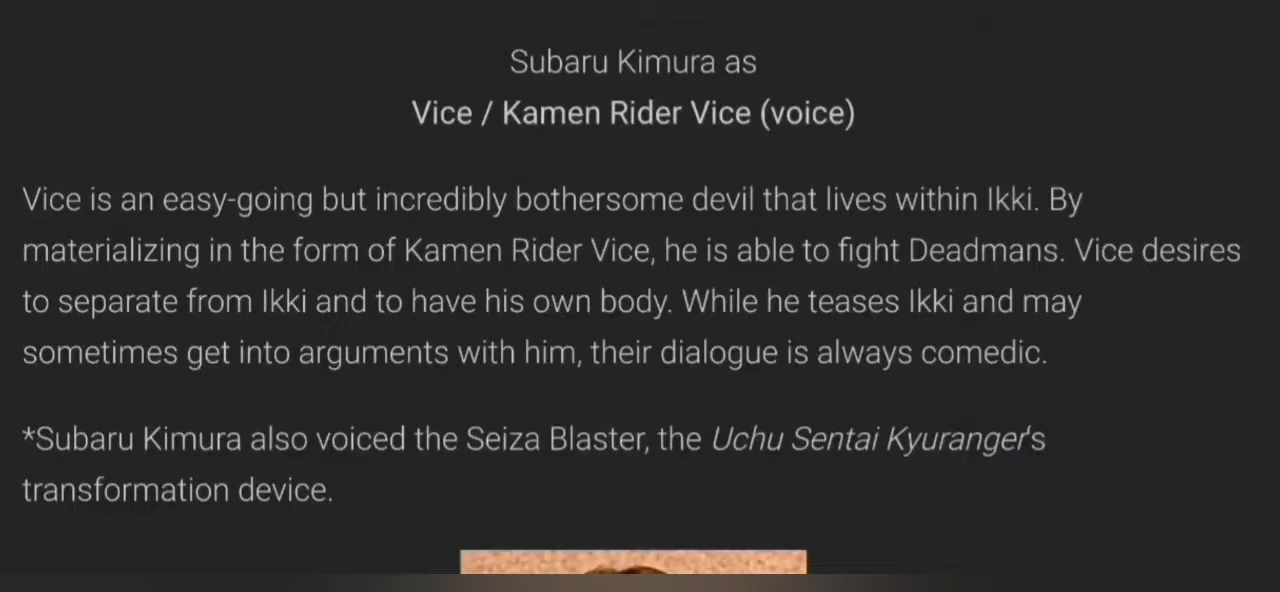 Subaru Kimura as
Vice / Kamen Rider Vice (voice)
Vice is an easy-going but incredibly bothersome devil that lives within Ikki. By
materializing in the form of Kamen Rider Vice, he is able to fight Deadmans. Vice desires
to separate from Ikki and to have his own body. While he teases Ikki and may
sometimes get into arguments with him, their dialogue is always comedic.
*Subaru Kimura also voiced the Seiza Blaster, the Uchu Sentai Kyuranger's
transformation device.